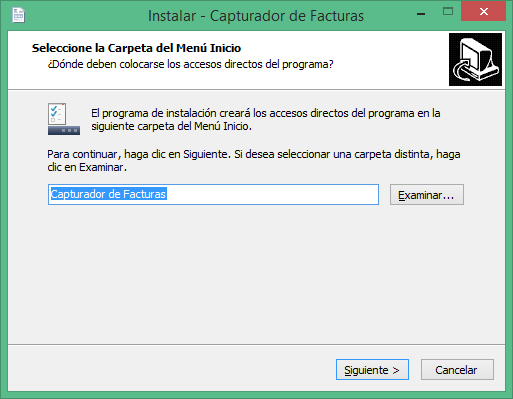 Instalar - Capturador de Facturas
Seleccione la Carpeta del Menú Inicio
¿Dónde deben colocarse los accesos directos del programa?
El programa de instalación creará los accesos directos del programa en la
siguiente carpeta del Menú Inicio.
Para continuar, haga clic en Siguiente. Si desea seleccionar una carpeta distinta, haga
clic en Examinar.
Capturador de Facturas
Examinar...
Siguiente >
Cancelar